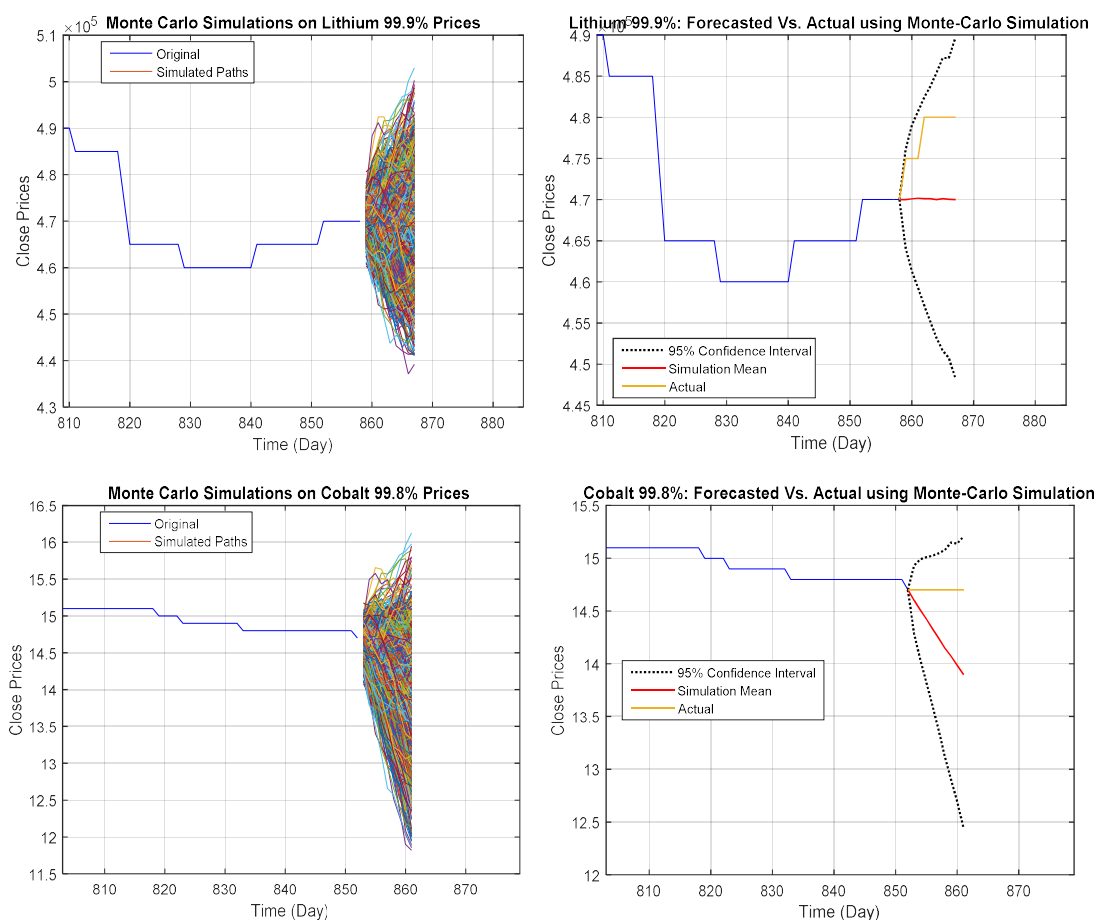 Monte Carlo Simulations on Lithium 99.9% Prices
×10^5
5.1
5
4.9
4.8
4.7
4.6
4.5
4.4
4.3
Close Prices
Original
Simulated Paths
810 820 830 840 850 860 870 880
Time (Day)
Lithium 99.9%: Forecasted Vs. Actual using Monte-Carlo Simulation
×10^5
4.9
4.85
4.8
4.75
4.7
4.65
4.6
4.55
4.5
4.45
Close Prices
95% Confidence Interval
Simulation Mean
Actual
810 820 830 840 850 860 870 880
Time (Day)
Monte Carlo Simulations on Cobalt 99.8% Prices
16.5
16
15.5
15
14.5
14
13.5
13
12.5
12
11.5
Close Prices
Original
Simulated Paths
810 820 830 840 850 860 870
Time (Day)
Cobalt 99.8%: Forecasted Vs. Actual using Monte-Carlo Simulation
15.5
15
14.5
14
13.5
13
12.5
12
Close Prices
95% Confidence Interval
Simulation Mean
Actual
810 820 830 840 850 860 870
Time (Day)